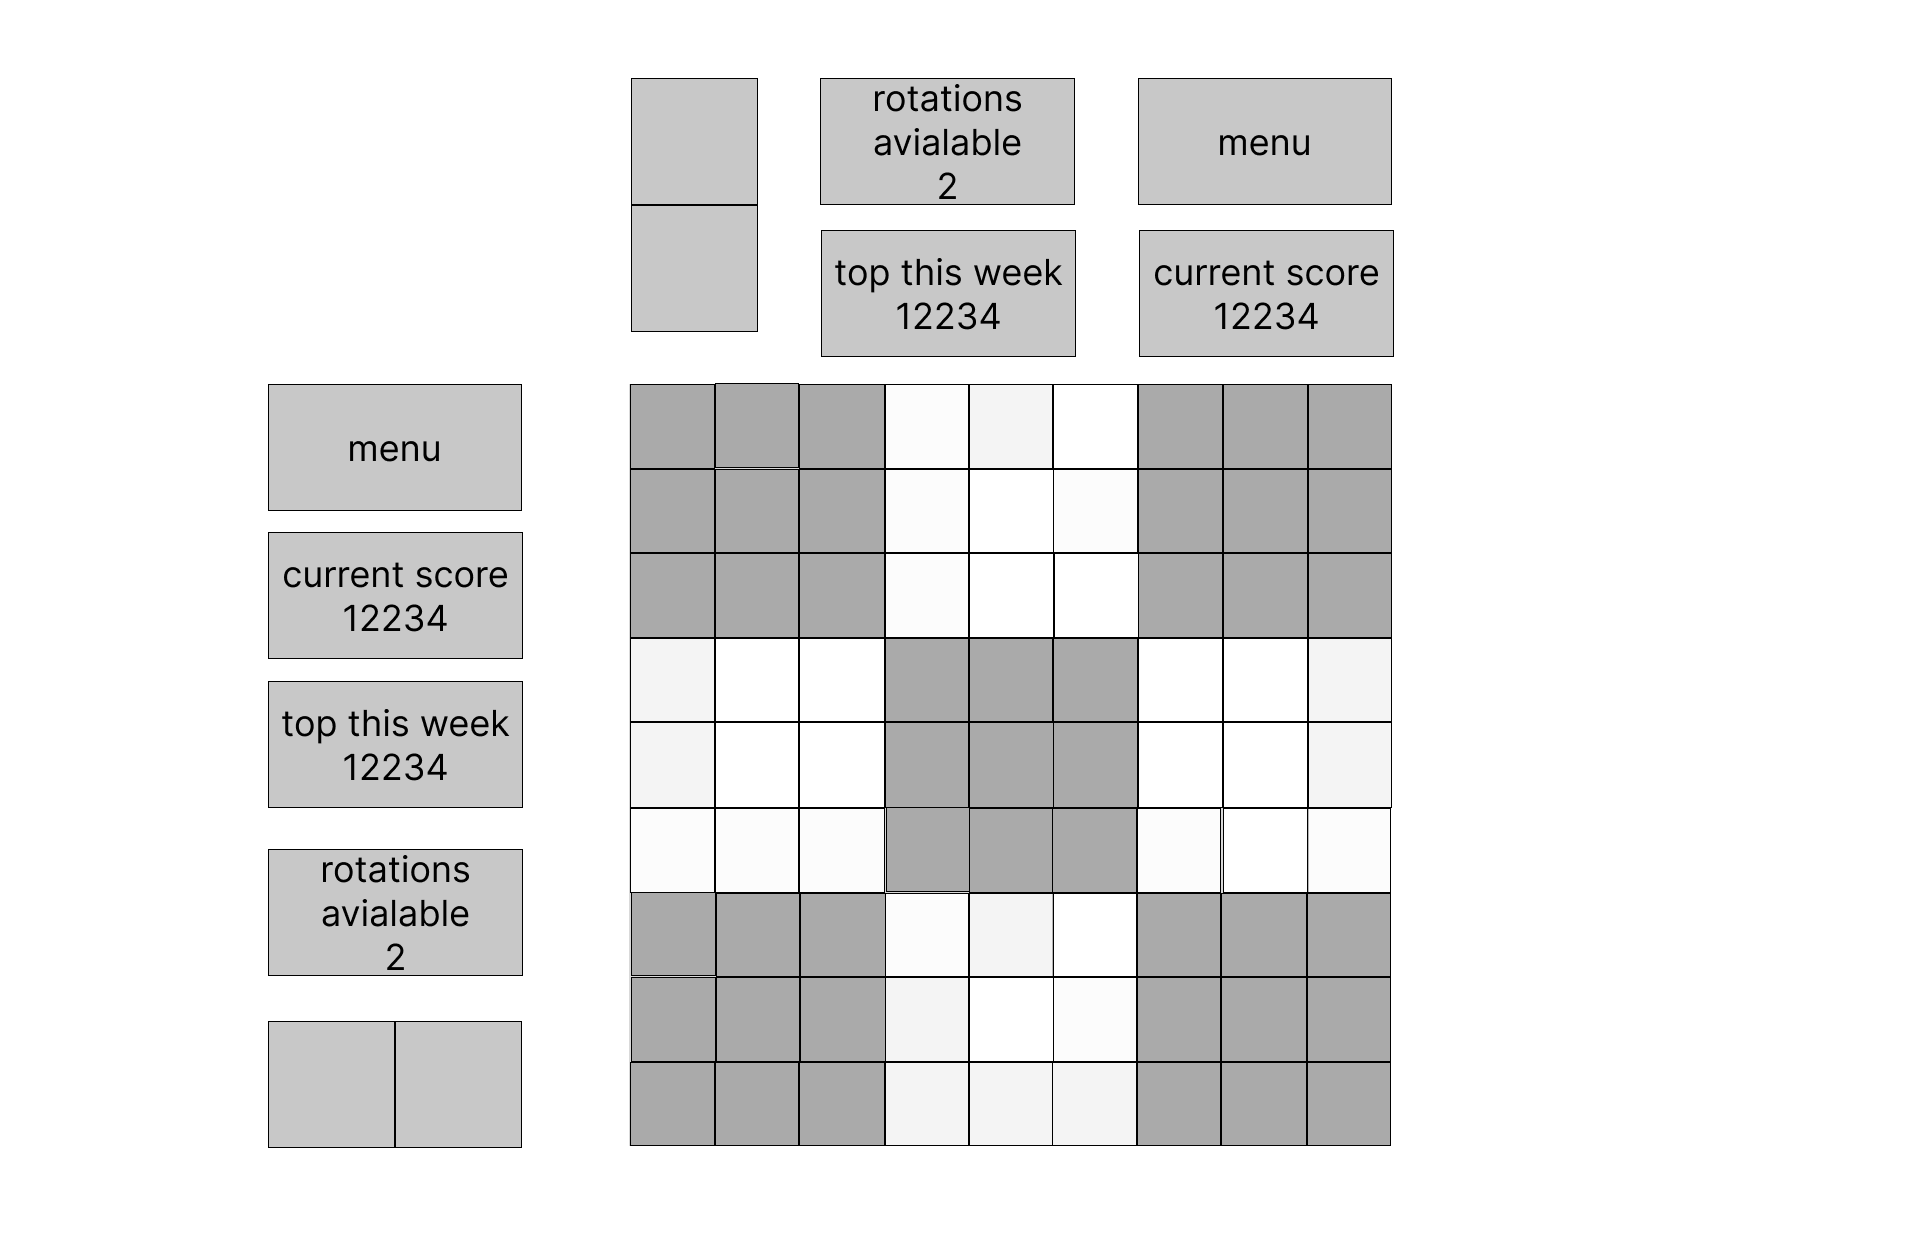 rotations
avialable
2
menu
top this week
12234
current score
12234
menu
current score
12234
top this week
12234
rotations
avialable
2